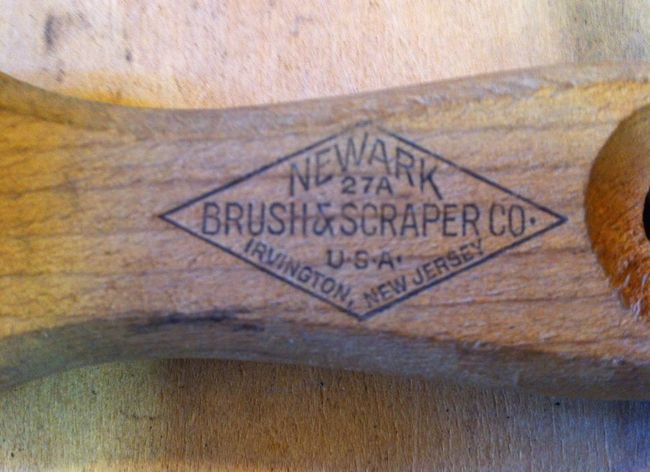 NEWARK
27A
BRUSH & SCRAPER CO.
U.S.A.
IRVINGTON, NEW JERSEY